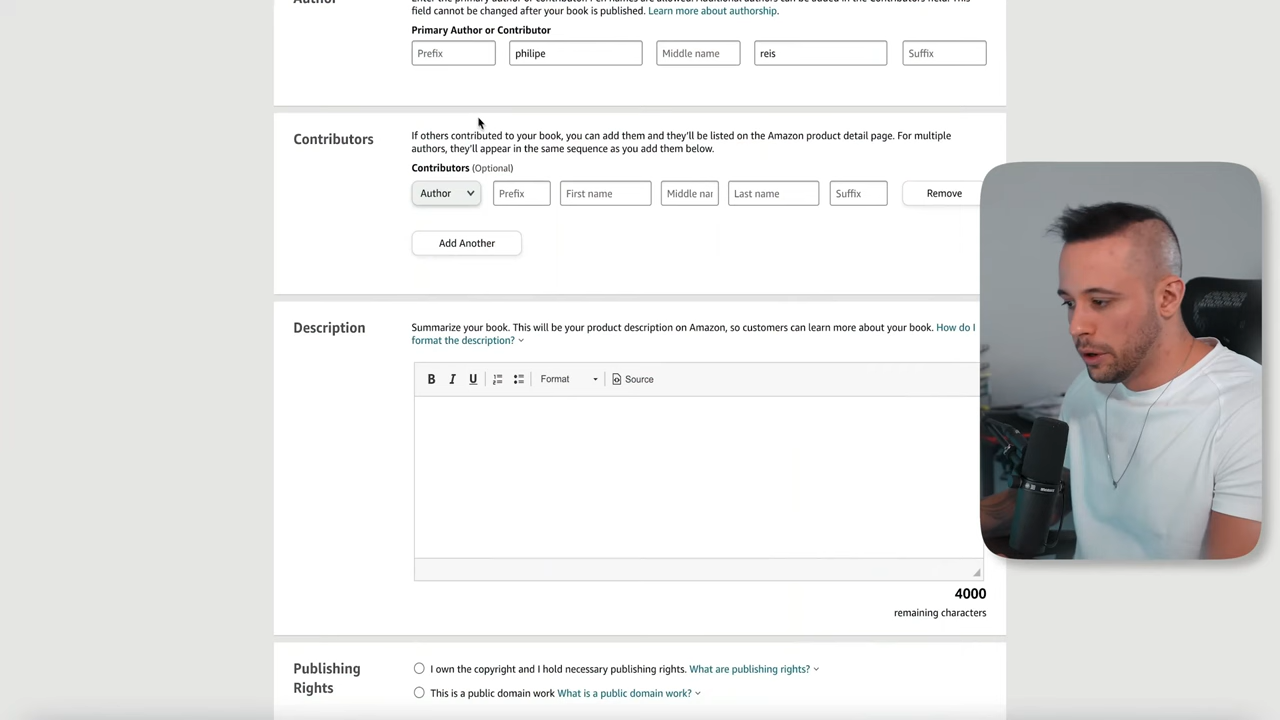 Author
Enter the primary author or contributor. Pen names are allowed. Additional authors can be added in the Contributors field. This
field cannot be changed after your book is published. Learn more about authorship.
Primary Author or Contributor
Prefix
philipe
Middle name
reis
Suffix
Contributors
If others contributed to your book, you can add them and they'll be listed on the Amazon product detail page. For multiple
authors, they'll appear in the same sequence as you add them below.
Contributors (Optional)
Author
Prefix
First name
Middle nar
Last name
Suffix
Remove
Add Another
Description
Summarize your book. This will be your product description on Amazon, so customers can learn more about your book. How do I
format the description?
B I U Format Source
4000
remaining characters
Publishing
Rights
I own the copyright and I hold necessary publishing rights. What are publishing rights?
This is a public domain work What is a public domain work?